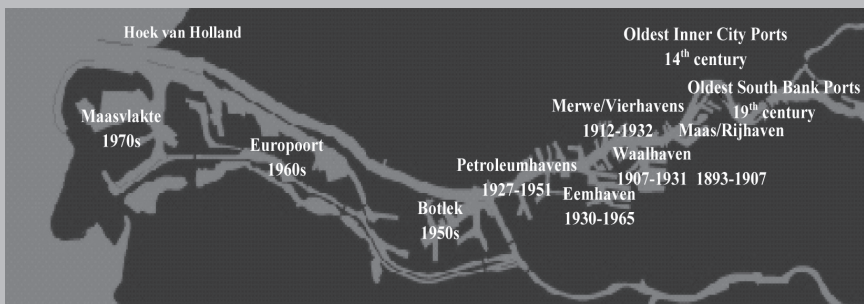 Hoek van Holland
Oldest Inner City Ports
14th century
Oldest South Bank Ports
19th century
Merwe/Vierhavens
1912-1932
Maas/Rijhaven
1893-1907
Maasvlakte
1970s
Europoort
1960s
Petroleumhavens
1927-1951
Waalhaven
1907-1931
Eemhaven
1930-1965
Botlek
1950s